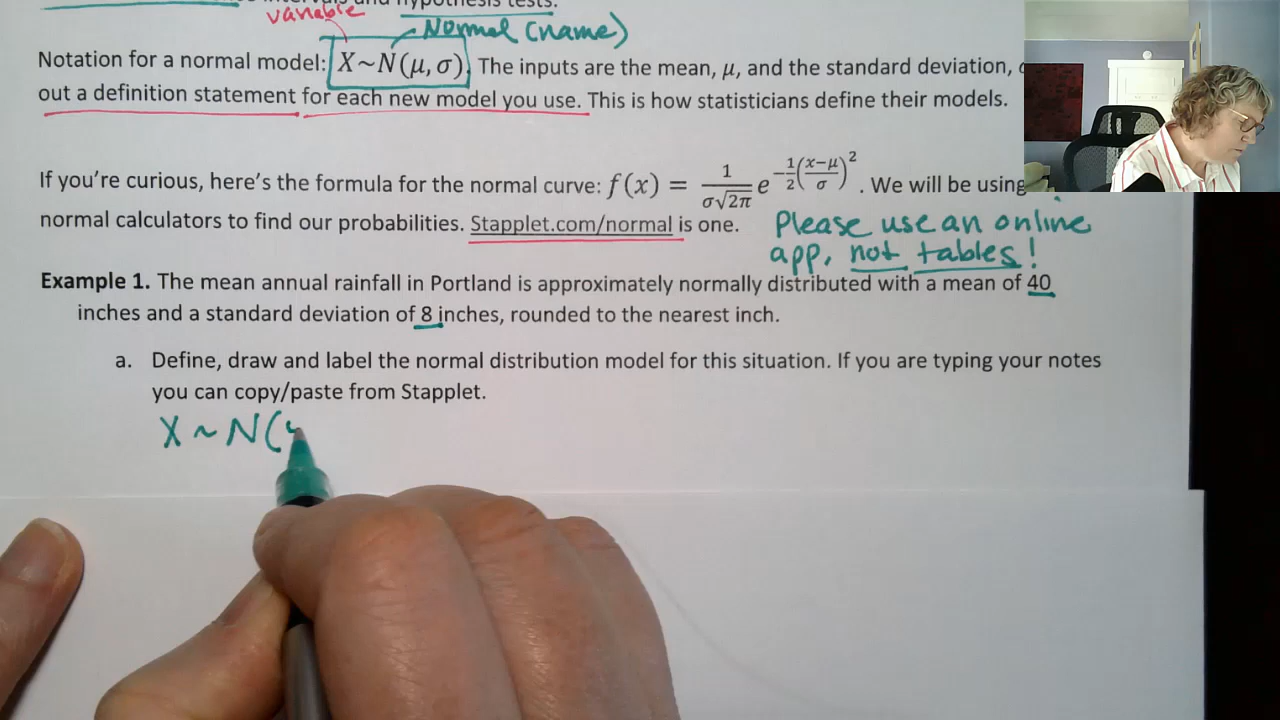 intervals and hypothesis tests.
variable
Normal (name)
Notation for a normal model: X~N(μ, σ). The inputs are the mean, μ, and the standard deviation,
out a definition statement for each new model you use. This is how statisticians define their models.
If you’re curious, here’s the formula for the normal curve: f(x) = 1/(σ√2π) e^(−1/2((x−μ)/σ)^2). We will be using
normal calculators to find our probabilities. Stapplet.com/normal is one.
Please use an online
app, not tables!
Example 1. The mean annual rainfall in Portland is approximately normally distributed with a mean of 40
inches and a standard deviation of 8 inches, rounded to the nearest inch.
a. Define, draw and label the normal distribution model for this situation. If you are typing your notes
you can copy/paste from Stapplet.
X ~ N(